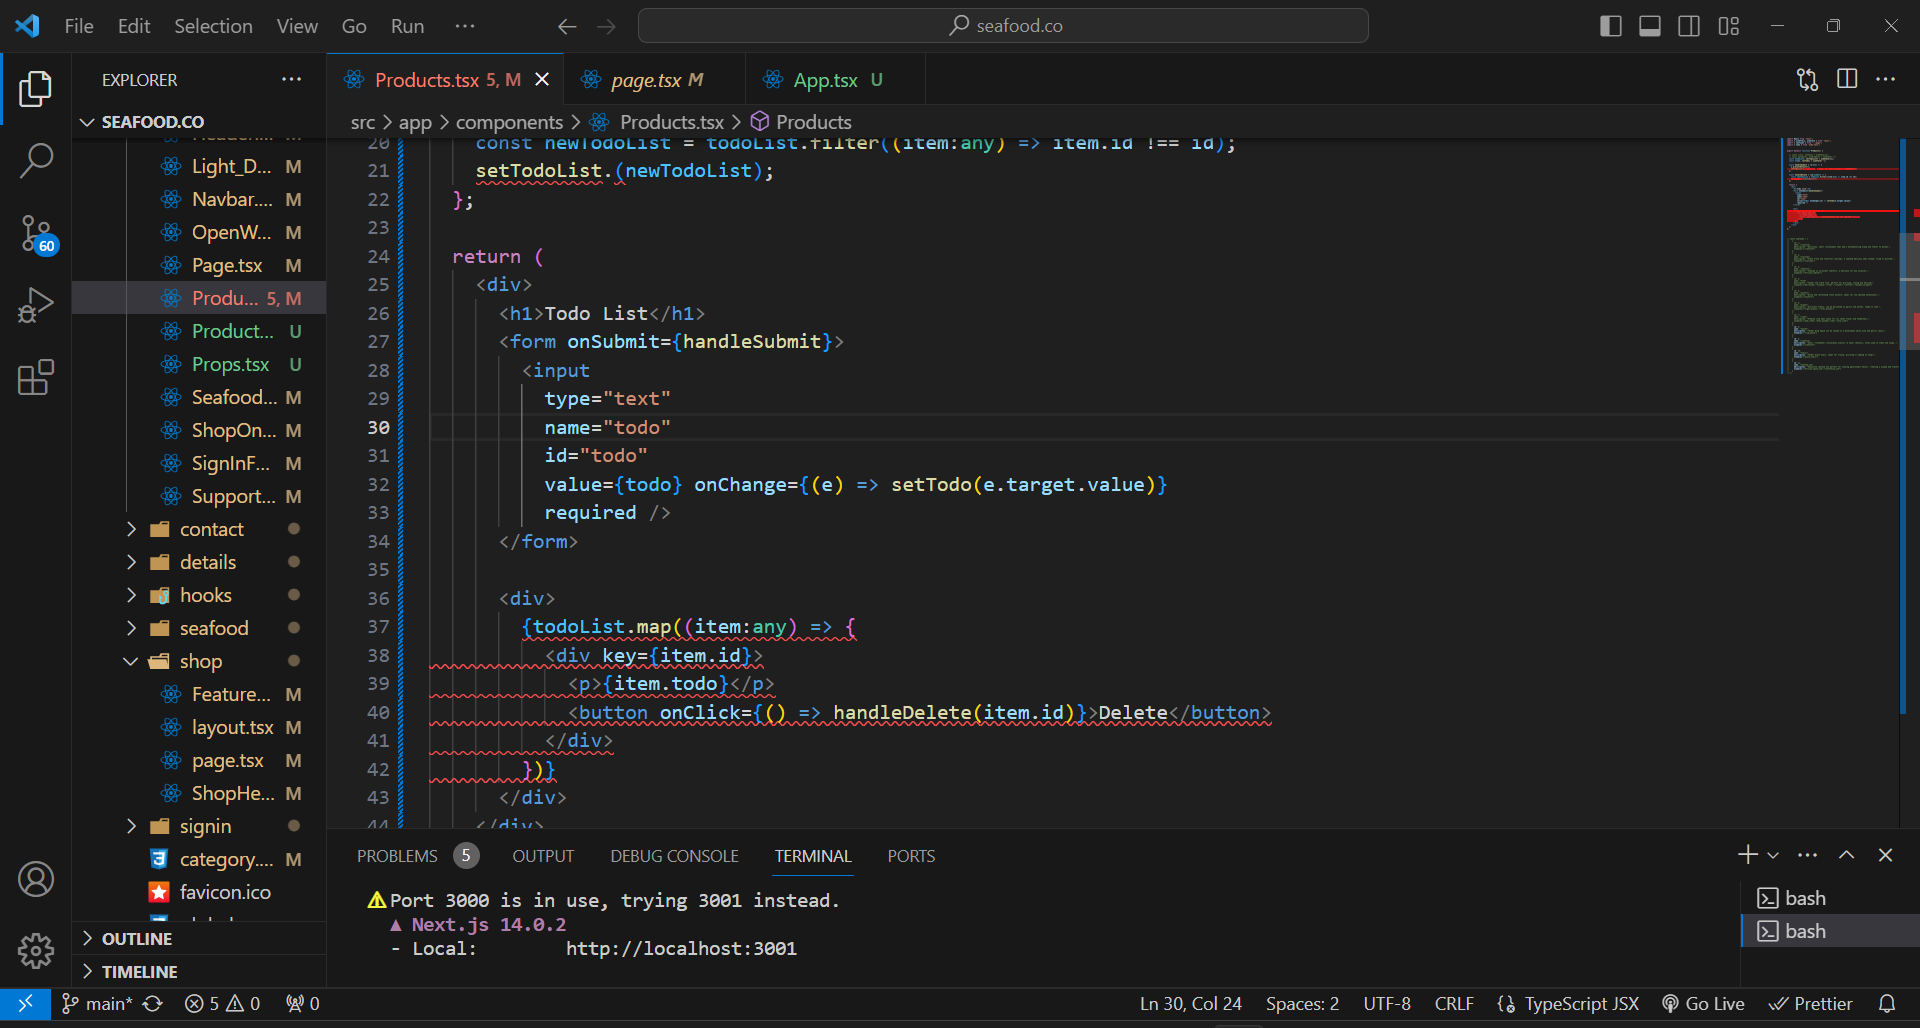 File Edit Selection View Go Run ··· seafood.co
EXPLORER ···
Products.tsx 5, M
page.tsx M
App.tsx U
SEAFOOD.CO
src > app > components > Products.tsx > Products
Light_D... M
Navbar.... M
OpenW... M
Page.tsx M
Produ... 5, M
Product... U
Props.tsx U
Seafood... M
ShopOn... M
SignInF... M
Support... M
contact
details
hooks
seafood
shop
Feature... M
layout.tsx M
page.tsx M
ShopHe... M
signin
category.... M
favicon.ico
OUTLINE
TIMELINE
60
20 const newTodoList = todoList.filter((item:any) => item.id !== id);
21 setTodoList.(newTodoList);
22 };
23
24 return (
25 <div>
26 <h1>Todo List</h1>
27 <form onSubmit={handleSubmit}>
28 <input
29 type="text"
30 name="todo"
31 id="todo"
32 value={todo} onChange={(e) => setTodo(e.target.value)}
33 required />
34 </form>
35
36 <div>
37 {todoList.map((item:any) => {
38 <div key={item.id}>
39 <p>{item.todo}</p>
40 <button onClick={() => handleDelete(item.id)}>Delete</button>
41 </div>
42 })}
43 </div>
44 </div>
PROBLEMS 5 OUTPUT DEBUG CONSOLE TERMINAL PORTS
Port 3000 is in use, trying 3001 instead.
▲ Next.js 14.0.2
- Local: http://localhost:3001
bash
bash
main* 5 0 0 Ln 30, Col 24 Spaces: 2 UTF-8 CRLF TypeScript JSX Go Live Prettier